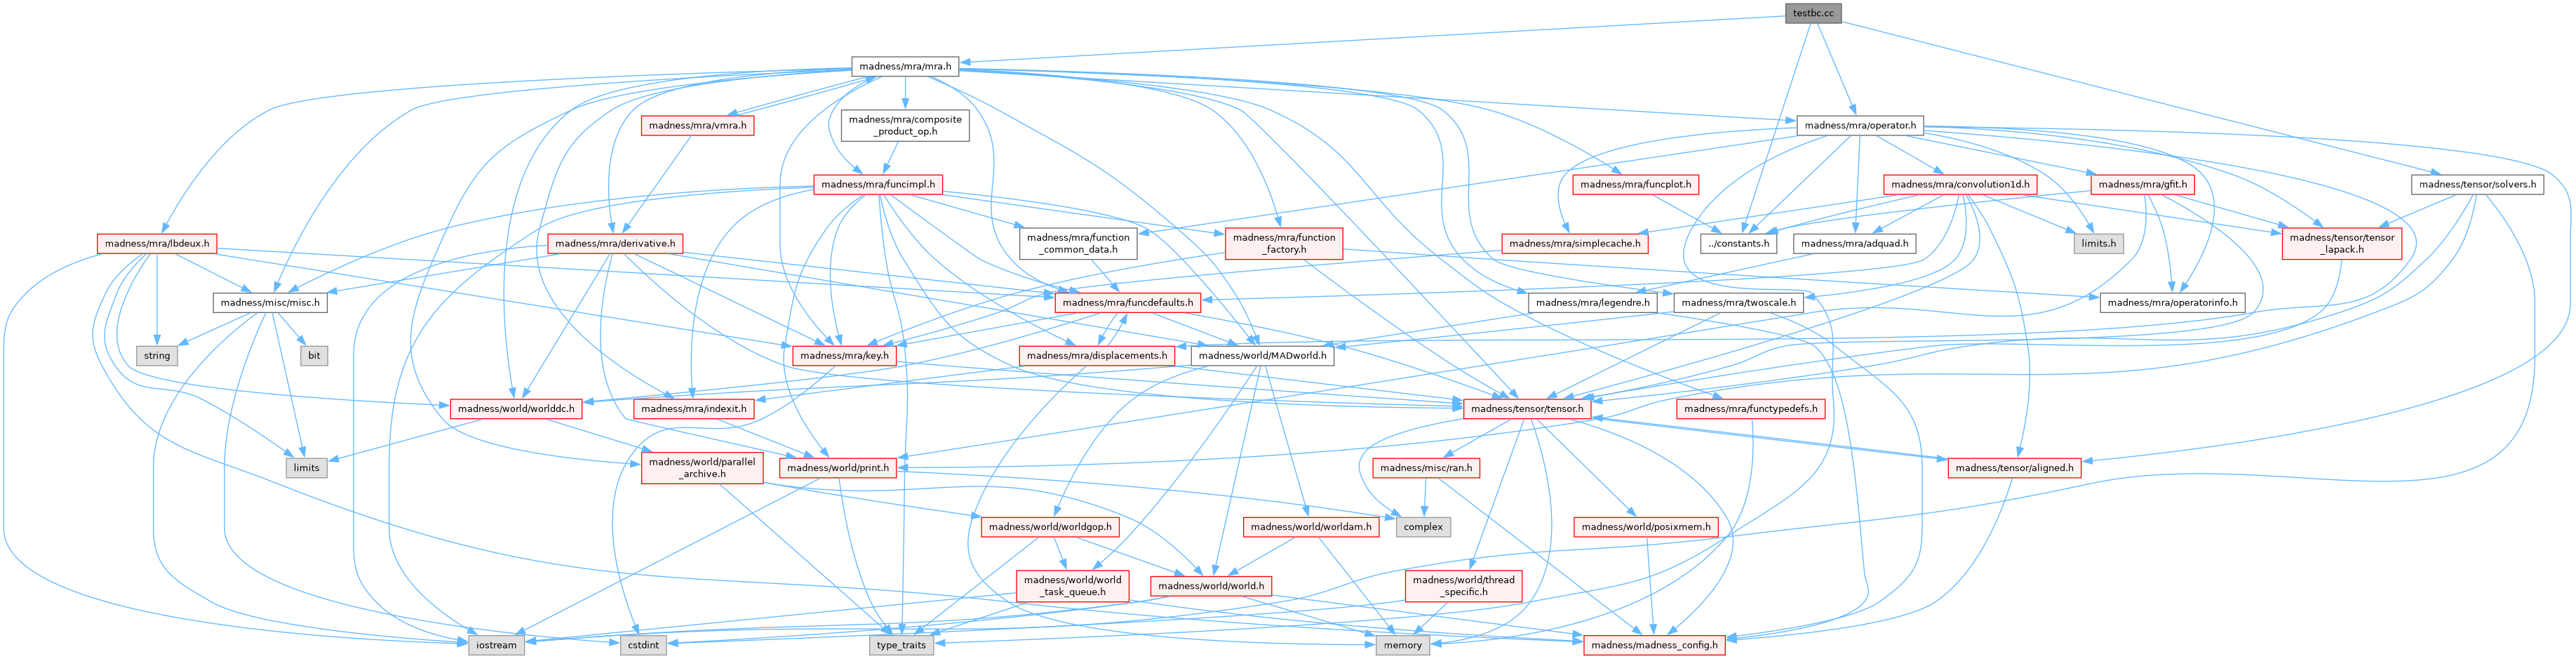 testbc.cc
madness/mra/mra.h
madness/mra/vmra.h
madness/mra/composite
_product_op.h
madness/mra/operator.h
madness/mra/funcimpl.h
madness/mra/funcplot.h
madness/mra/convolution1d.h
madness/mra/gfit.h
madness/tensor/solvers.h
madness/mra/lbdeux.h
madness/mra/derivative.h
madness/mra/function
_common_data.h
madness/mra/function
_factory.h
madness/mra/simplecache.h
../constants.h
madness/mra/adquad.h
limits.h
madness/tensor/tensor
_lapack.h
madness/misc/misc.h
madness/mra/funcdefaults.h
madness/mra/legendre.h
madness/mra/twoscale.h
madness/mra/operatorinfo.h
string
bit
madness/mra/key.h
madness/mra/displacements.h
madness/world/MADworld.h
madness/world/worlddc.h
madness/mra/indexit.h
madness/tensor/tensor.h
madness/mra/functypedefs.h
limits
madness/world/parallel
_archive.h
madness/world/print.h
madness/misc/ran.h
madness/tensor/aligned.h
madness/world/worldgop.h
madness/world/worldam.h
complex
madness/world/posixmem.h
madness/world/world
_task_queue.h
madness/world/world.h
madness/world/thread
_specific.h
iostream
cstdint
type_traits
memory
madness/madness_config.h